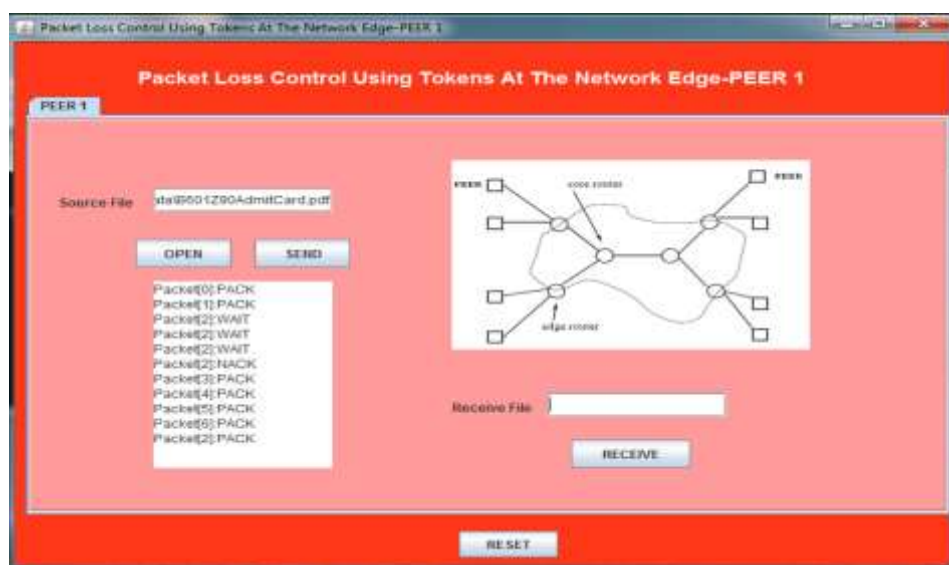 Packet Loss Control Using Tokens At The Network Edge-PEER 1
Packet Loss Control Using Tokens At The Network Edge-PEER 1
PEER 1
Source File
AdmitCard.pdf
OPEN
SEND
Packet[0]:PACK
Packet[1]:PACK
Packet[2]:WAIT
Packet[2]:WAIT
Packet[2]:WAIT
Packet[2]:NACK
Packet[3]:PACK
Packet[4]:PACK
Packet[5]:PACK
Packet[6]:PACK
Packet[2]:PACK
PEER
core router
PEER
edge router
Receive File
RECEIVE
RESET